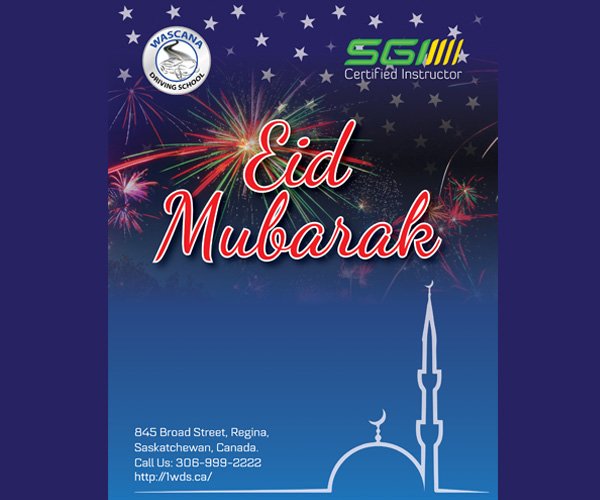 WASCANA
DRIVING SCHOOL
SGI
Certified Instructor
Eid
Mubarak
845 Broad Street, Regina,
Saskatchewan, Canada.
Call Us: 306-999-2222
http://1wds.ca/